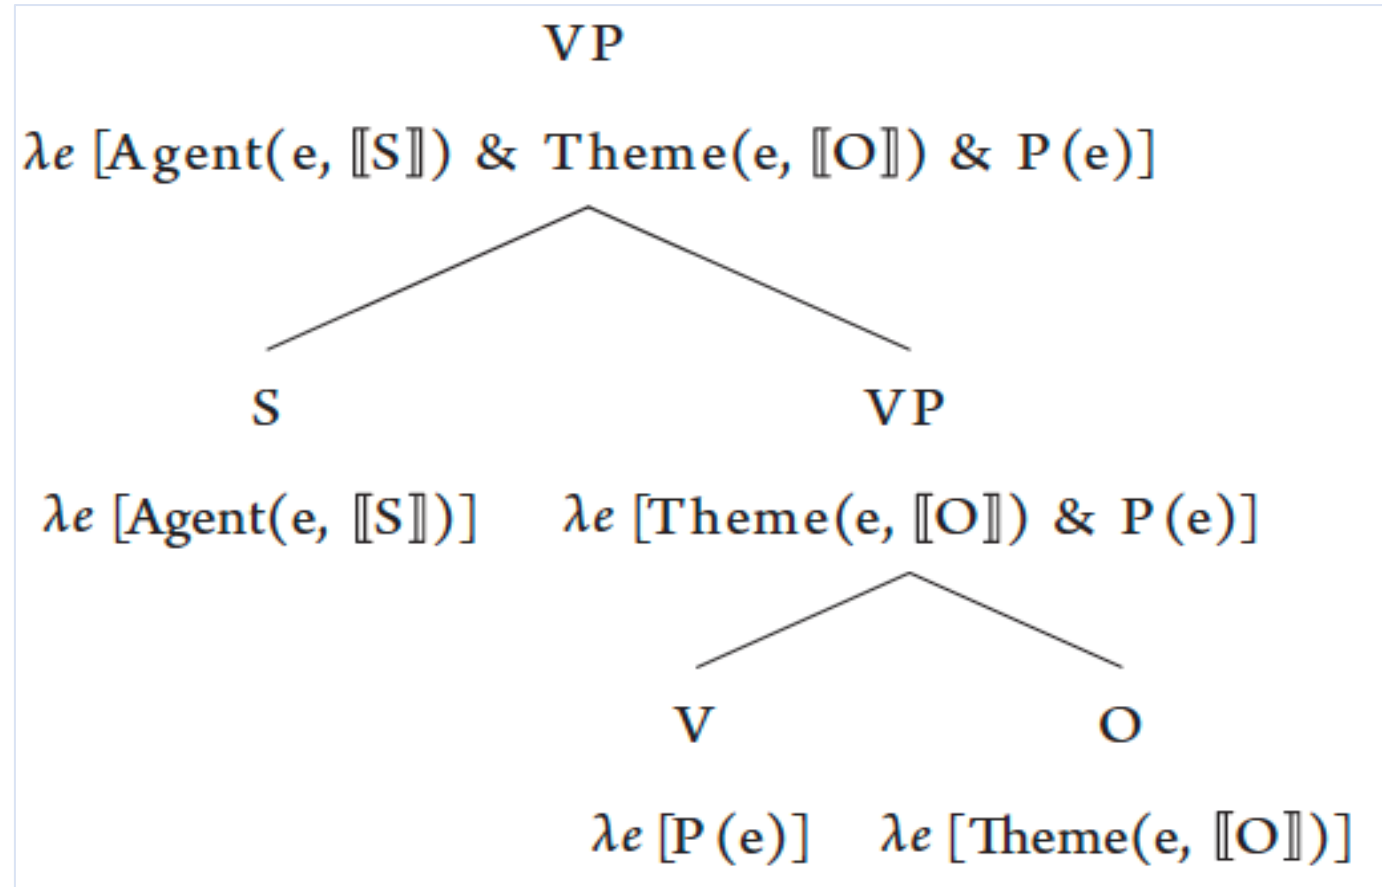 VP
λe [Agent(e, ⟦S⟧) & Theme(e, ⟦O⟧) & P(e)]
S VP
λe [Agent(e, ⟦S⟧)] λe [Theme(e, ⟦O⟧) & P(e)]
V O
λe [P(e)] λe [Theme(e, ⟦O⟧)]